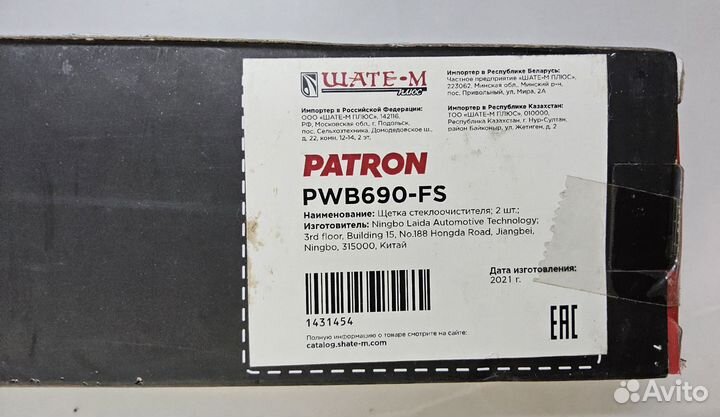 ШАТЕ-М
ПЛЮС
Импортер в Российской Федерации:
ООО «ШАТЕ-М ПЛЮС», 142116,
РФ, Московская обл., г. Подольск,
пос. Сельхозтехника, Домодедовское ш.,
д. 22, комн. 12-14, 2 эт.
Импортер в Республике Беларусь:
Частное предприятие «ШАТЕ-М ПЛЮС»,
223062, Минская обл., Минский р-н,
пос. Привольный, ул. Мира, 2А
Импортер в Республике Казахстан:
ТОО «ШАТЕ-М ПЛЮС», 010000,
Республика Казахстан, г. Нур-Султан,
район Байконыр, ул. Жетиген, д. 2
PATRON
PWB690-FS
Наименование: Щетка стеклоочистителя; 2 шт.;
Изготовитель: Ningbo Laida Automotive Technology;
3rd floor, Building 15, No.188 Hongda Road, Jiangbei,
Ningbo, 315000, Китай
1431454
Дата изготовления:
2021 г.
EAC
Полную информацию о товаре смотрите на сайте:
catalog.shate-m.com
Avito